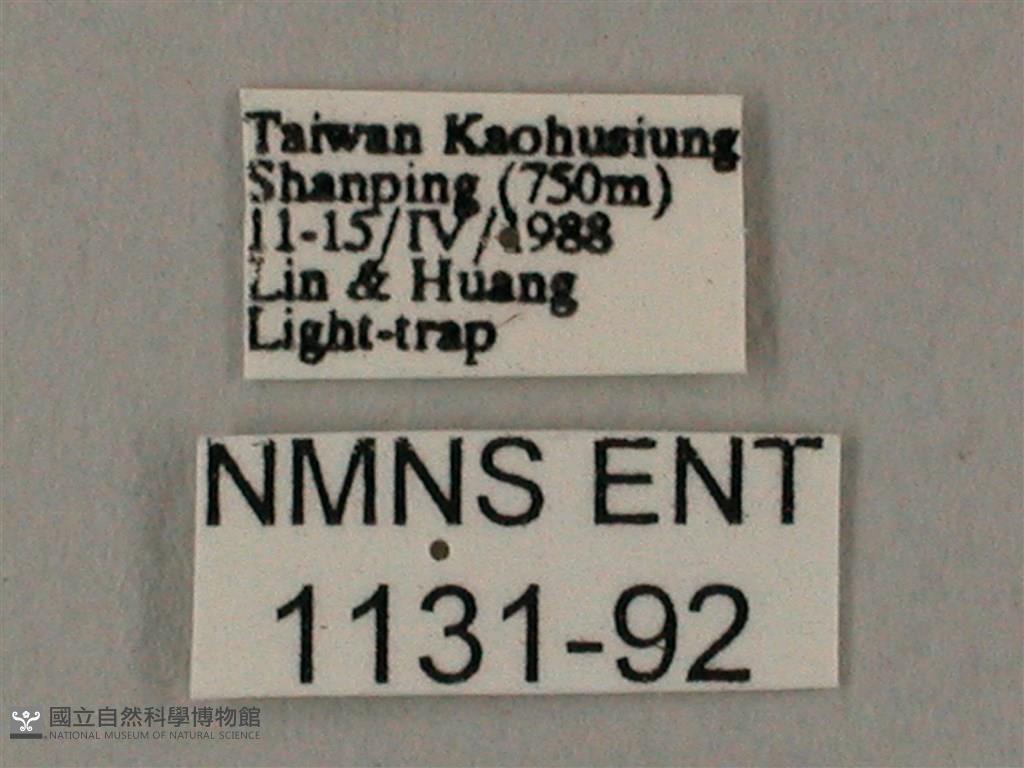 Taiwan Kaohusiung
Shanping (750m)
11-15/IV/1988
Lin & Huang
Light-trap
NMNS ENT
1131-92
國立自然科學博物館
NATIONAL MUSEUM OF NATURAL SCIENCE